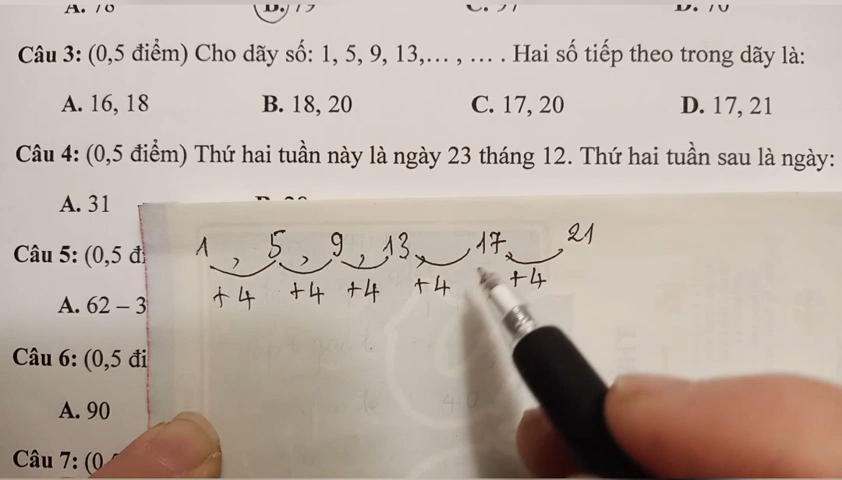 A. 78
Câu 3: (0,5 điểm) Cho dãy số: 1, 5, 9, 13,… , … . Hai số tiếp theo trong dãy là:
A. 16, 18 B. 18, 20 C. 17, 20 D. 17, 21
Câu 4: (0,5 điểm) Thứ hai tuần này là ngày 23 tháng 12. Thứ hai tuần sau là ngày:
A. 31
1 , 5 , 9 , 13 , 17 , 21
Câu 5: (0,5
+4 +4 +4 +4 +4
A. 62 – 3
Câu 6: (0,5
A. 90
Câu 7: